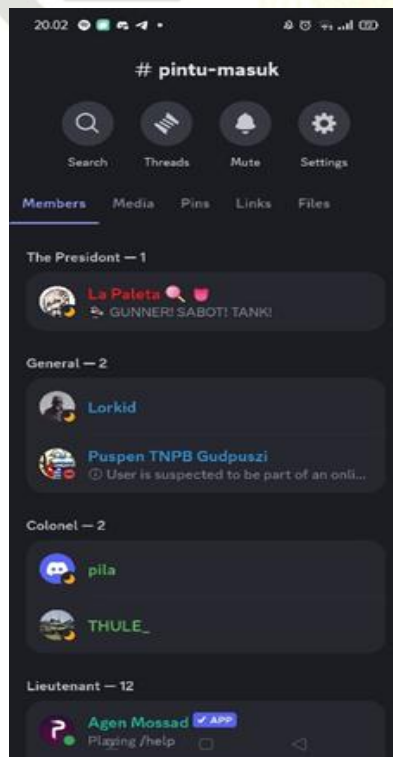 20.02
# pintu-masuk
Search Threads Mute Settings
Members Media Pins Links Files
The Presidont — 1
La Paleta
GUNNER! SABOT! TANK!
General — 2
Lorkid
Puspen TNPB Gudpuszi
User is suspected to be part of an onli...
Colonel — 2
pila
THULE_
Lieutenant — 12
Agen Mossad APP
Playing /help